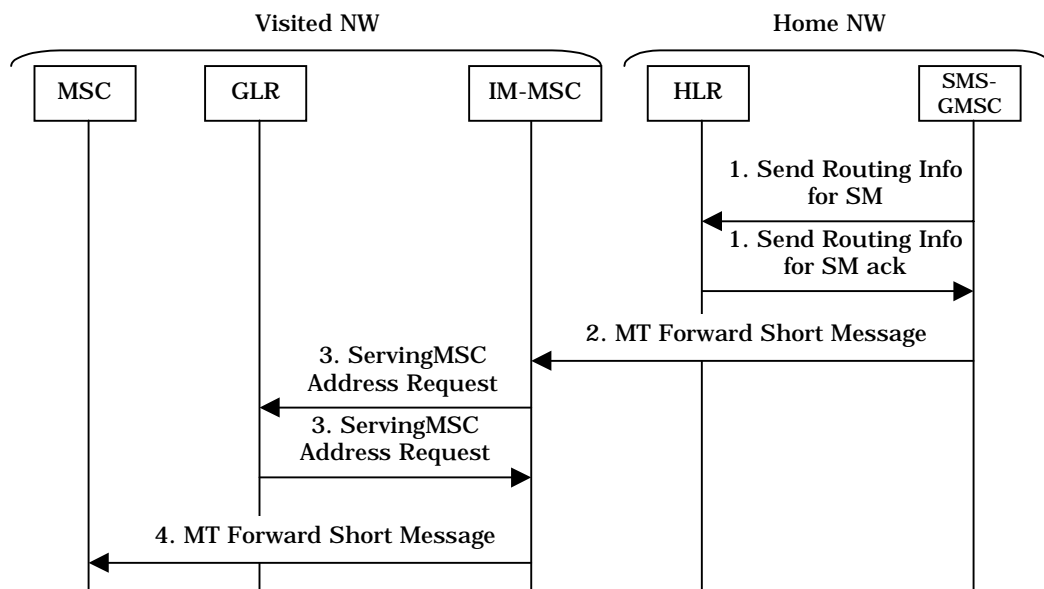 Visited NW
Home NW
MSC
GLR
IM-MSC
HLR
SMS-
GMSC
1. Send Routing Info
for SM
1. Send Routing Info
for SM ack
2. MT Forward Short Message
3. ServingMSC
Address Request
3. ServingMSC
Address Request
4. MT Forward Short Message